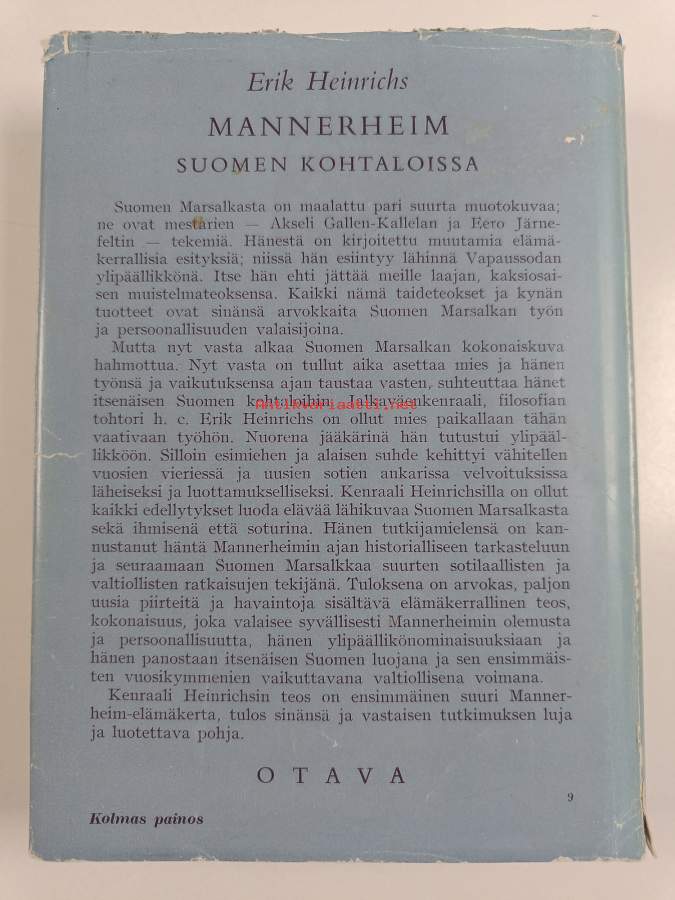 Erik Heinrichs
MANNERHEIM
SUOMEN KOHTALOISSA
Suomen Marsalkasta on maalattu pari suurta muotokuvaa;
ne ovat mestarien — Akseli Gallen-Kallelan ja Eero Järne-
feltin — tekemiä. Hänestä on kirjoitettu muutamia elämä-
kerrallisia esityksiä; niissä hän esiintyy lähinnä Vapaussodan
ylipäällikkönä. Itse hän ehti jättää meille laajan, kaksiosai-
sen muistelmateoksensa. Kaikki nämä taideteokset ja kynän
tuotteet ovat sinänsä arvokkaita Suomen Marsalkan työn
ja persoonallisuuden valaisijoina.
Mutta nyt vasta alkaa Suomen Marsalkan kokonaiskuva
hahmottua. Nyt vasta on tullut aika asettaa mies ja hänen
työnsä ja vaikutuksensa ajan taustaa vasten, suhteuttaa hänet
itsenäisen Suomen kohtaloihin. Jalkaväenkenraali, filosofian
Antikvariaatti.net
tohtori h. c. Erik Heinrichs on ollut mies paikallaan tähän
vaativaan työhön. Nuorena jääkärinä hän tutustui ylipääl-
likköön. Silloin esimiehen ja alaisen suhde kehittyi vähitellen
vuosien vieriessä ja uusien sotien ankarissa velvoituksissa
läheiseksi ja luottamukselliseksi. Kenraali Heinrichsilla on ollut
kaikki edellytykset luoda elävää lähikuvaa Suomen Marsalkasta
sekä ihmisenä että soturina. Hänen tutkijamielensä on kan-
nustanut häntä Mannerheimin ajan historialliseen tarkasteluun
ja seuraamaan Suomen Marsalkkaa suurten sotilaallisten ja
valtiollisten ratkaisujen tekijänä. Tuloksena on arvokas, paljon
uusia piirteitä ja havaintoja sisältävä elämäkerrallinen teos,
kokonaisuus, joka valaisee syvällisesti Mannerheimin olemusta
ja persoonallisuutta, hänen ylipäällikönominaisuuksiaan ja
hänen panostaan itsenäisen Suomen luojana ja sen ensimmäis-
ten vuosikymmenien vaikuttavana valtiollisena voimana.
Kenraali Heinrichsin teos on ensimmäinen suuri Manner-
heim-elämäkerta, tulos sinänsä ja vastaisen tutkimuksen luja
ja luotettava pohja.
OTAVA
9
Kolmas painos